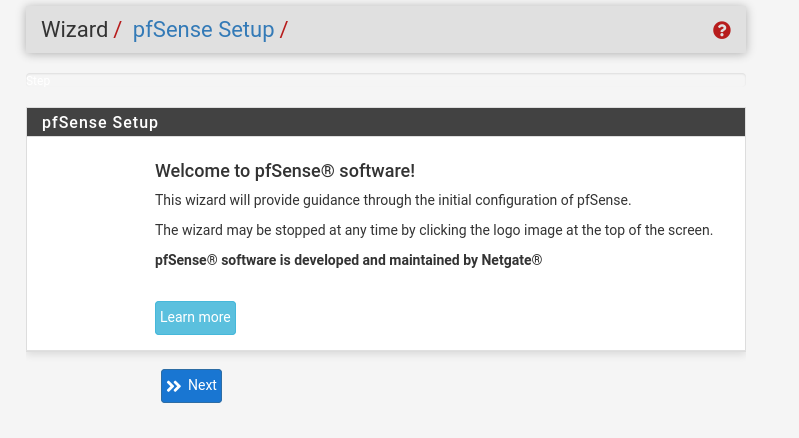 Wizard / pfSense Setup /
Step
pfSense Setup
Welcome to pfSense® software!
This wizard will provide guidance through the initial configuration of pfSense.
The wizard may be stopped at any time by clicking the logo image at the top of the screen.
pfSense® software is developed and maintained by Netgate®
Learn more
Next